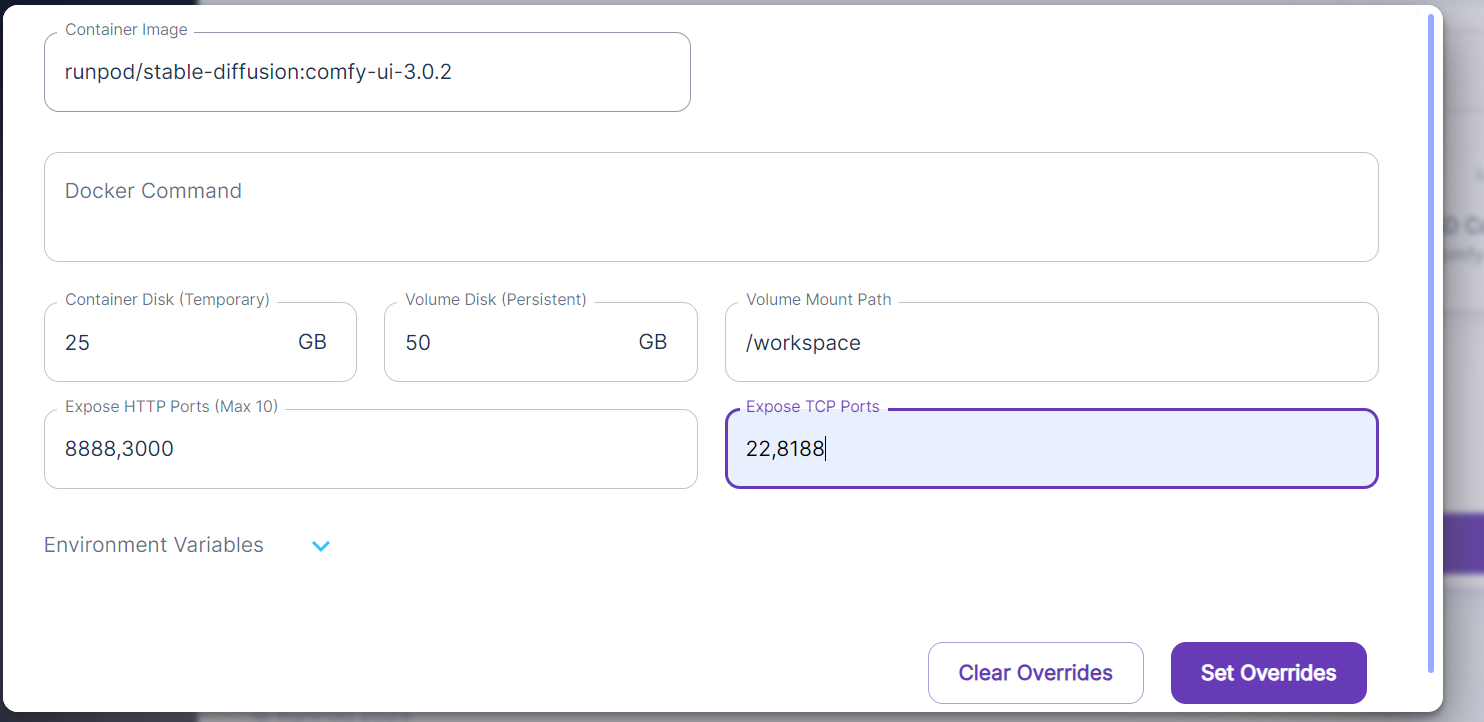 Container Image
runpod/stable-diffusion:comfy-ui-3.0.2
Docker Command
Container Disk (Temporary)
25 GB
Volume Disk (Persistent)
50 GB
Volume Mount Path
/workspace
Expose HTTP Ports (Max 10)
8888,3000
Expose TCP Ports
22,8188
Environment Variables
Clear Overrides
Set Overrides